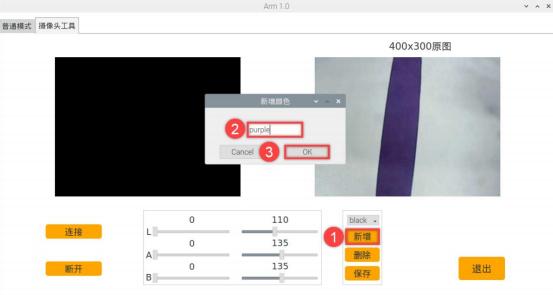 Arm 1.0
普通模式 摄像头工具
400x300原图
新增颜色
2 purple
Cancel 3 OK
0 110 black
L 1 新增
连接 0 135
A 删除
0 135
断开 B 保存 退出